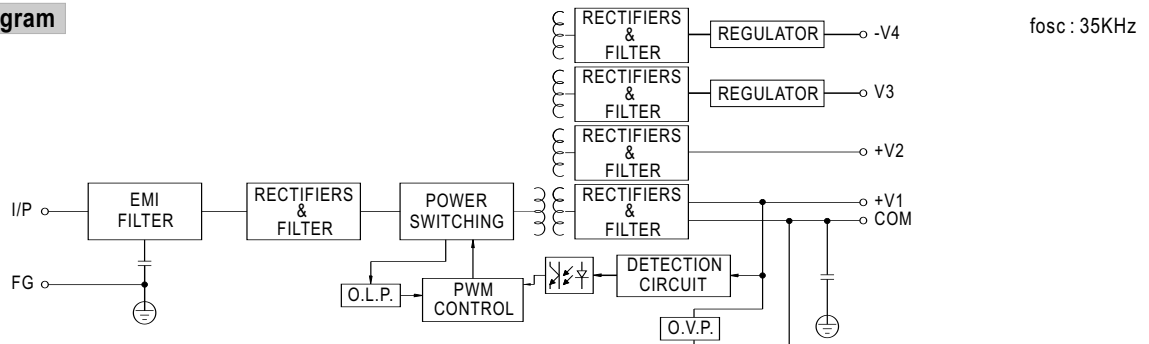 gram
fosc : 35KHz
RECTIFIERS
&
FILTER
REGULATOR
-V4
RECTIFIERS
&
FILTER
REGULATOR
V3
RECTIFIERS
&
FILTER
+V2
I/P
EMI
FILTER
RECTIFIERS
&
FILTER
POWER
SWITCHING
RECTIFIERS
&
FILTER
+V1
COM
FG
O.L.P.
PWM
CONTROL
DETECTION
CIRCUIT
O.V.P.